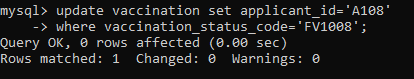 mysql> update vaccination set applicant_id='A108'
    -> where vaccination_status_code='FV1008';
Query OK, 0 rows affected (0.00 sec)
Rows matched: 1  Changed: 0  Warnings: 0